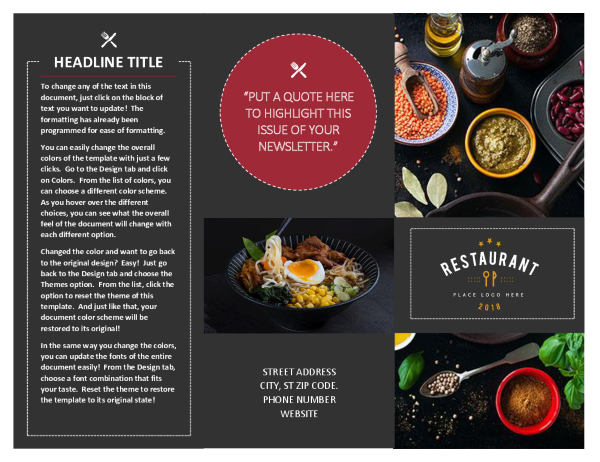 HEADLINE TITLE
To change any of the text in this
document, just click on the block of
text you want to update!  The
formatting has already been
programmed for ease of formatting.
You can easily change the overall
colors of the template with just a few
clicks.  Go to the Design tab and click
on Colors.  From the list of colors, you
can choose a different color scheme.
As you hover over the different
choices, you can see what the overall
feel of the document will change with
each different option.
Changed the color and want to go back
to the original design?  Easy!  Just go
back to the Design tab and choose the
Themes option.  From the list, click the
option to reset the theme of this
template.  And just like that, your
document color scheme will be
restored to its original!
In the same way you changed the colors,
you can update the fonts of the entire
document easily!  From the Design tab,
choose a font combination that fits
your taste.  Reset the theme to restore
the template to its original state!
“PUT A QUOTE HERE
TO HIGHLIGHT THIS
ISSUE OF YOUR
NEWSLETTER.”
STREET ADDRESS
CITY, ST ZIP CODE.
PHONE NUMBER
WEBSITE
RESTAURANT
PLACE LOGO HERE
2018